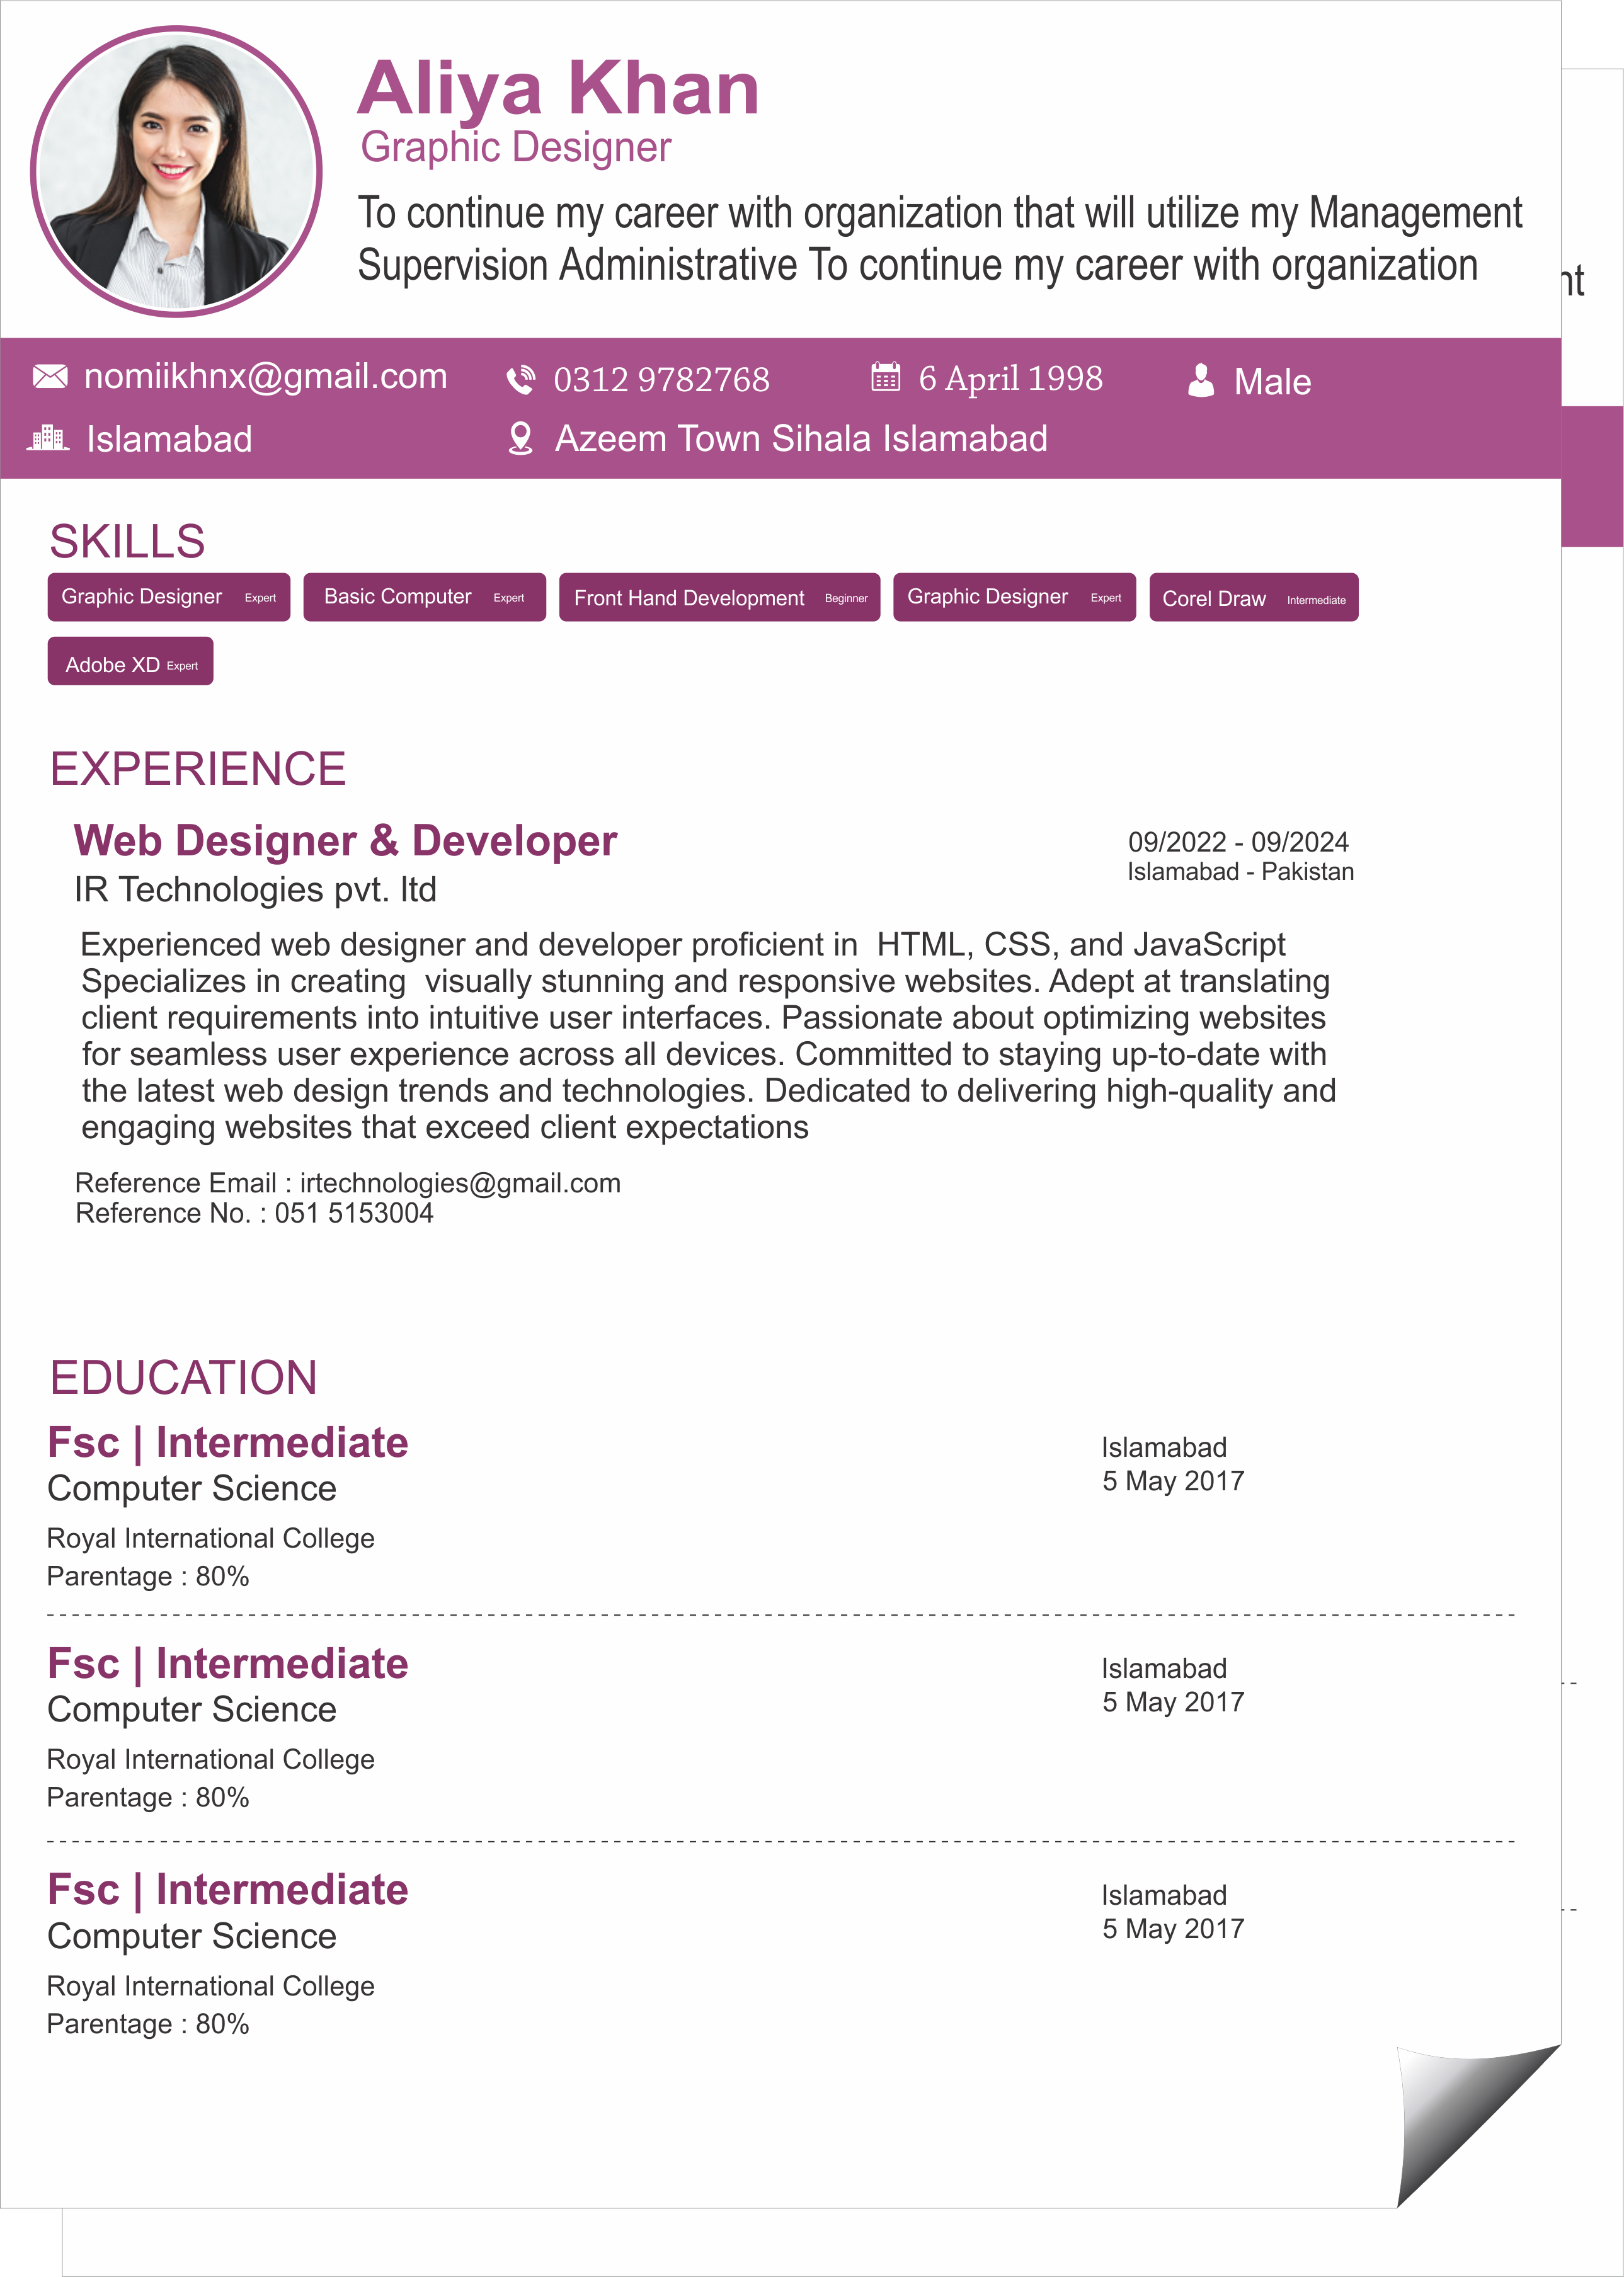 Aliya Khan
Graphic Designer
To continue my career with organization that will utilize my Management
Supervision Administrative To continue my career with organization
nt
nomiikhnx@gmail.com 0312 9782768 6 April 1998 Male
Islamabad Azeem Town Sihala Islamabad
SKILLS
Graphic Designer Expert Basic Computer Expert Front Hand Development Beginner Graphic Designer Expert Corel Draw Intermediate
Adobe XD Expert
EXPERIENCE
Web Designer & Developer 09/2022 - 09/2024
IR Technologies pvt. ltd Islamabad - Pakistan
Experienced web designer and developer proficient in HTML, CSS, and JavaScript
Specializes in creating visually stunning and responsive websites. Adept at translating
client requirements into intuitive user interfaces. Passionate about optimizing websites
for seamless user experience across all devices. Committed to staying up-to-date with
the latest web design trends and technologies. Dedicated to delivering high-quality and
engaging websites that exceed client expectations
Reference Email : irtechnologies@gmail.com
Reference No. : 051 5153004
EDUCATION
Fsc | Intermediate Islamabad
Computer Science 5 May 2017
Royal International College
Parentage : 80%
Fsc | Intermediate Islamabad
Computer Science 5 May 2017
Royal International College
Parentage : 80%
Fsc | Intermediate Islamabad
Computer Science 5 May 2017
Royal International College
Parentage : 80%